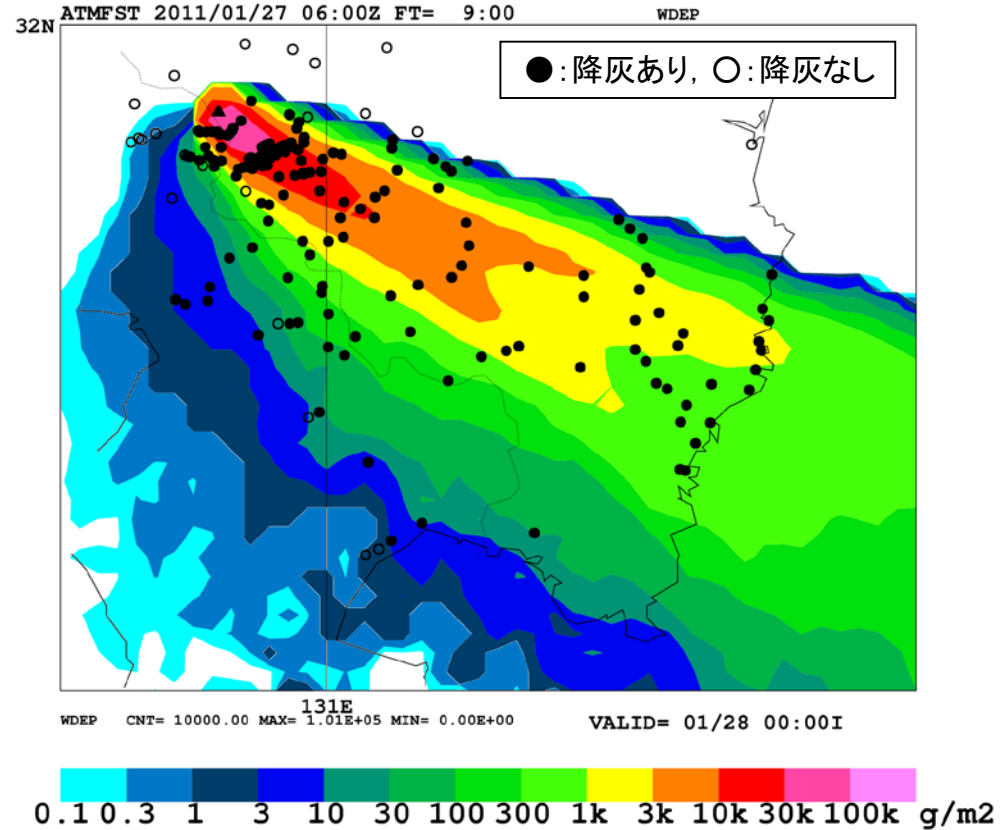 ATMFST 2011/01/27 06:00Z FT= 9:00 WDEP
32N
●:降灰あり, ○:降灰なし
131E
WDEP CNT= 10000.00 MAX= 1.01E+05 MIN= 0.00E+00 VALID= 01/28 00:00I
0.1 0.3 1 3 10 30 100 300 1k 3k 10k 30k 100k g/m2